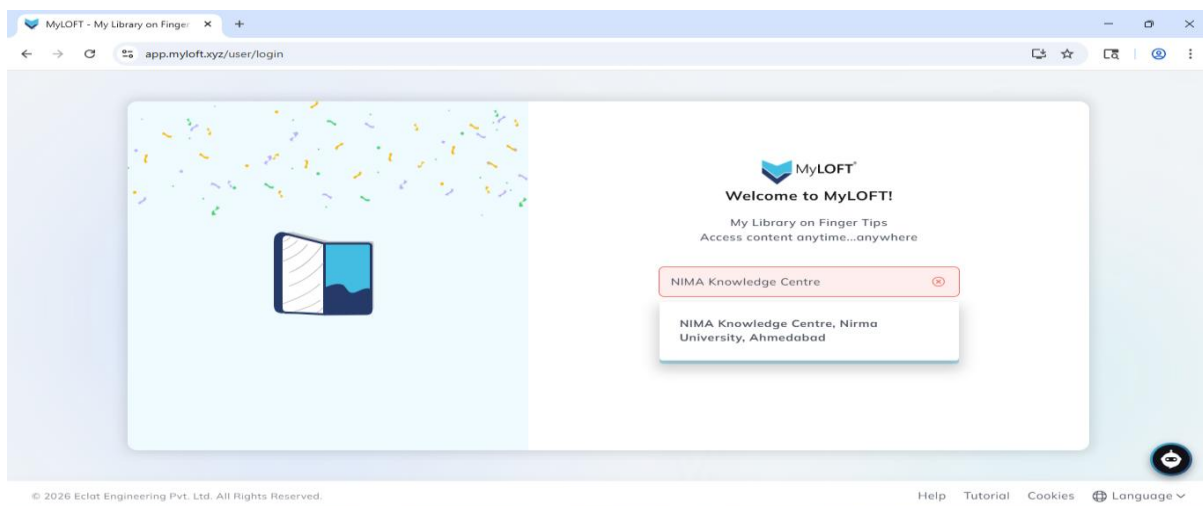 MyLOFT - My Library on Finger
app.myloft.xyz/user/login
MyLOFT
Welcome to MyLOFT!
My Library on Finger Tips
Access content anytime...anywhere
NIMA Knowledge Centre
NIMA Knowledge Centre, Nirma
University, Ahmedabad
© 2026 Eclat Engineering Pvt. Ltd. All Rights Reserved.
Help Tutorial Cookies Language